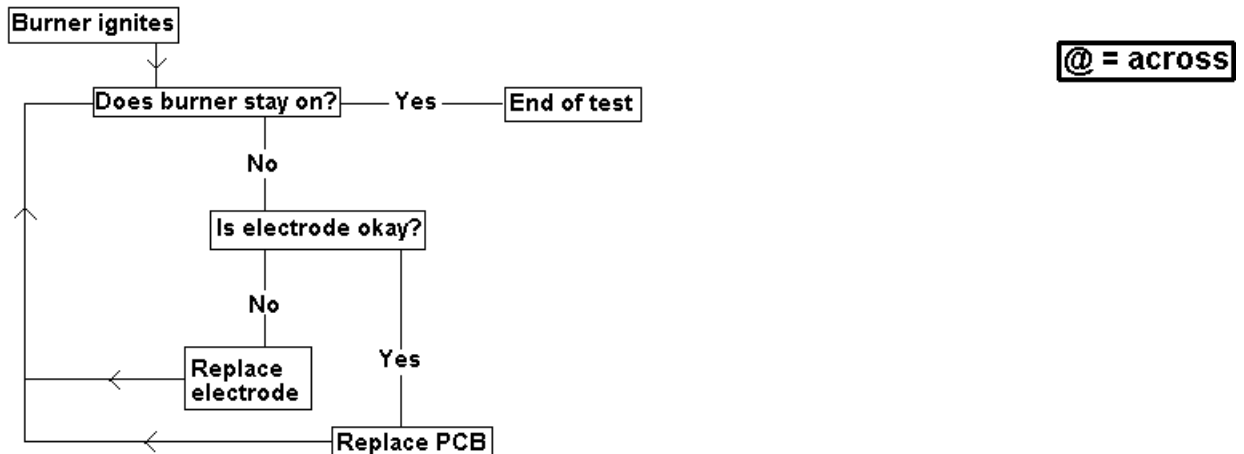 Burner ignites
@ = across
Does burner stay on?
Yes
End of test
No
Is electrode okay?
No
Yes
Replace
electrode
Replace PCB